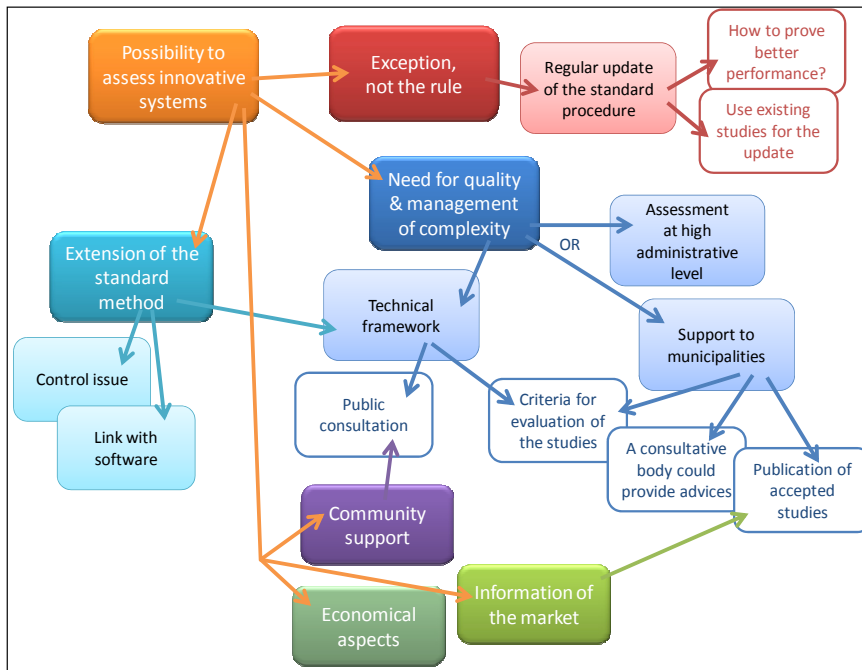 Possibility to
assess innovative
systems
Exception,
not the rule
Regular update
of the standard
procedure
How to prove
better
performance?
Use existing
studies for the
update
Need for quality
& management
of complexity
OR
Assessment
at high
administrative
level
Extension of the
standard
method
Technical
framework
Support to
municipalities
Control issue
Link with
software
Public
consultation
Criteria for
evaluation of
the studies
A consultative
body could
provide advices
Publication of
accepted
studies
Community
support
Information of
the market
Economical
aspects